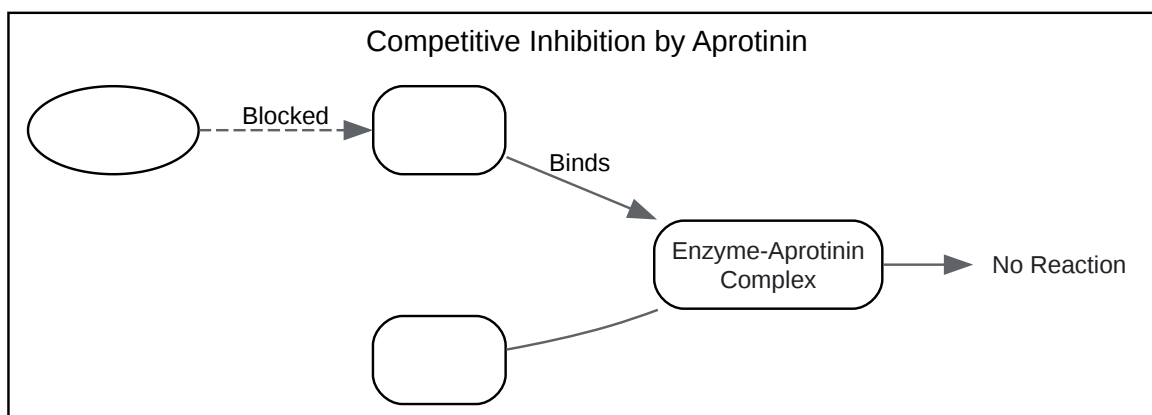 Competitive Inhibition by Aprotinin
Blocked
Binds
Enzyme-Aprotinin
Complex
No Reaction